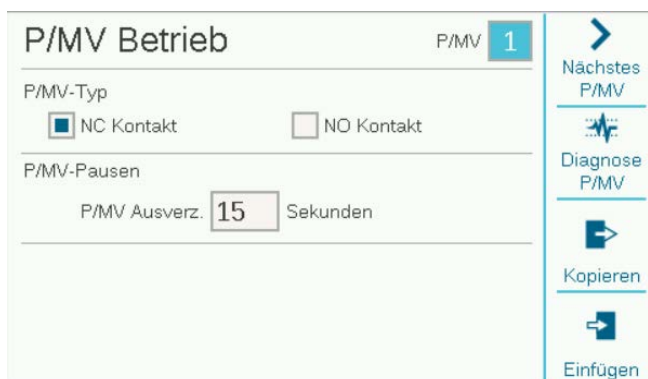 P/MV Betrieb
P/MV 1
P/MV-Typ
NC Kontakt
NO Kontakt
P/MV-Pausen
P/MV Ausverz. 15 Sekunden
Nächstes
P/MV
Diagnose
P/MV
Kopieren
Einfügen